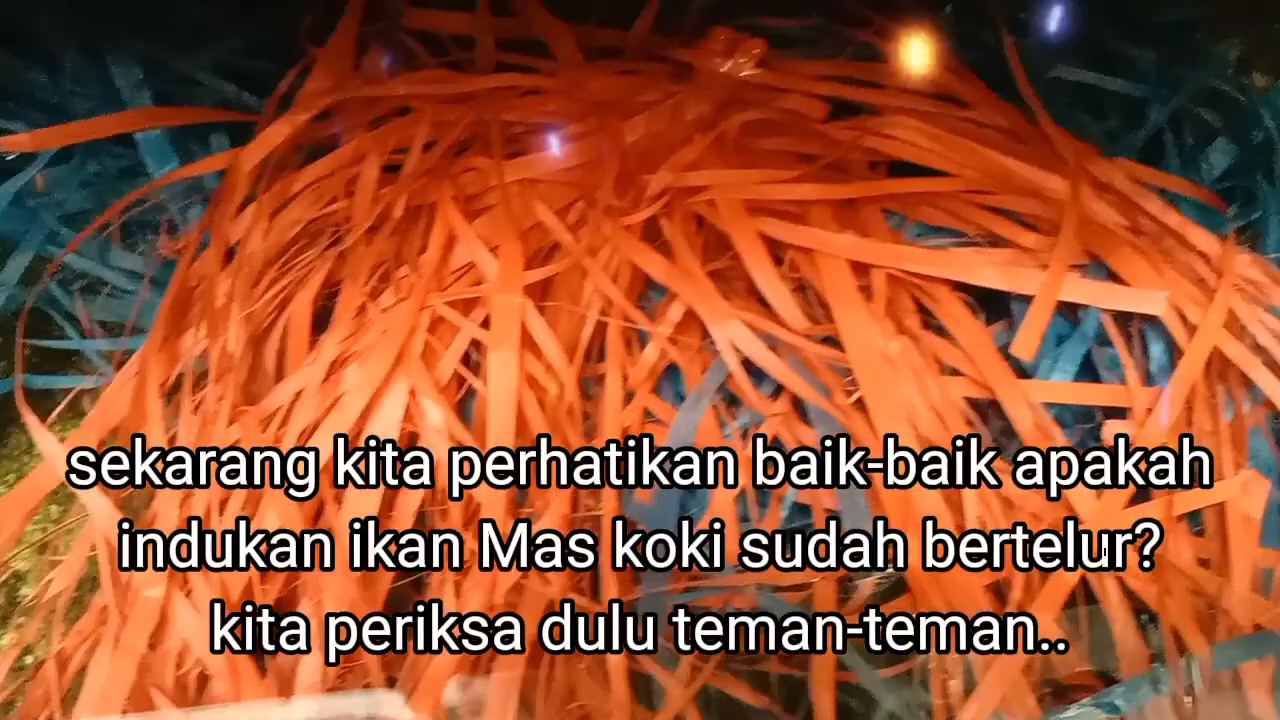 sekarang kita perhatikan baik-baik apakah
indukan ikan Mas koki sudah bertelur?
kita periksa dulu teman-teman..